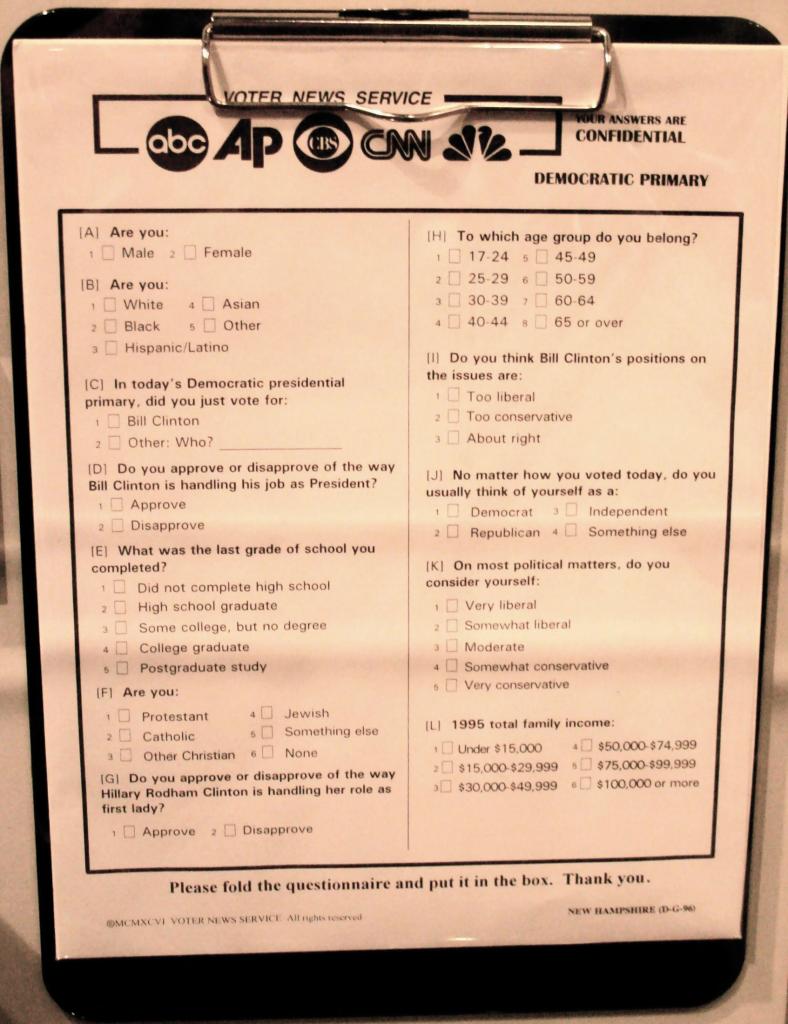 VOTER NEWS SERVICE
abc AP CBS CNN
YOUR ANSWERS ARE
CONFIDENTIAL
DEMOCRATIC PRIMARY
[A] Are you:
1 Male 2 Female
[B] Are you:
1 White 4 Asian
2 Black 5 Other
3 Hispanic/Latino
[C] In today's Democratic presidential
primary, did you just vote for:
1 Bill Clinton
2 Other: Who? ____________
[D] Do you approve or disapprove of the way
Bill Clinton is handling his job as President?
1 Approve
2 Disapprove
[E] What was the last grade of school you
completed?
1 Did not complete high school
2 High school graduate
3 Some college, but no degree
4 College graduate
5 Postgraduate study
[F] Are you:
1 Protestant 4 Jewish
2 Catholic 5 Something else
3 Other Christian 6 None
[G] Do you approve or disapprove of the way
Hillary Rodham Clinton is handling her role as
first lady?
1 Approve 2 Disapprove
[H] To which age group do you belong?
1 17-24 5 45-49
2 25-29 6 50-59
3 30-39 7 60-64
4 40-44 8 65 or over
[I] Do you think Bill Clinton's positions on
the issues are:
1 Too liberal
2 Too conservative
3 About right
[J] No matter how you voted today, do you
usually think of yourself as a:
1 Democrat 3 Independent
2 Republican 4 Something else
[K] On most political matters, do you
consider yourself:
1 Very liberal
2 Somewhat liberal
3 Moderate
4 Somewhat conservative
5 Very conservative
[L] 1995 total family income:
1 Under $15,000 4 $50,000-$74,999
2 $15,000-$29,999 5 $75,000-$99,999
3 $30,000-$49,999 6 $100,000 or more
Please fold the questionnaire and put it in the box. Thank you.
©MCMXCVI VOTER NEWS SERVICE All rights reserved
NEW HAMPSHIRE (D-G-96)